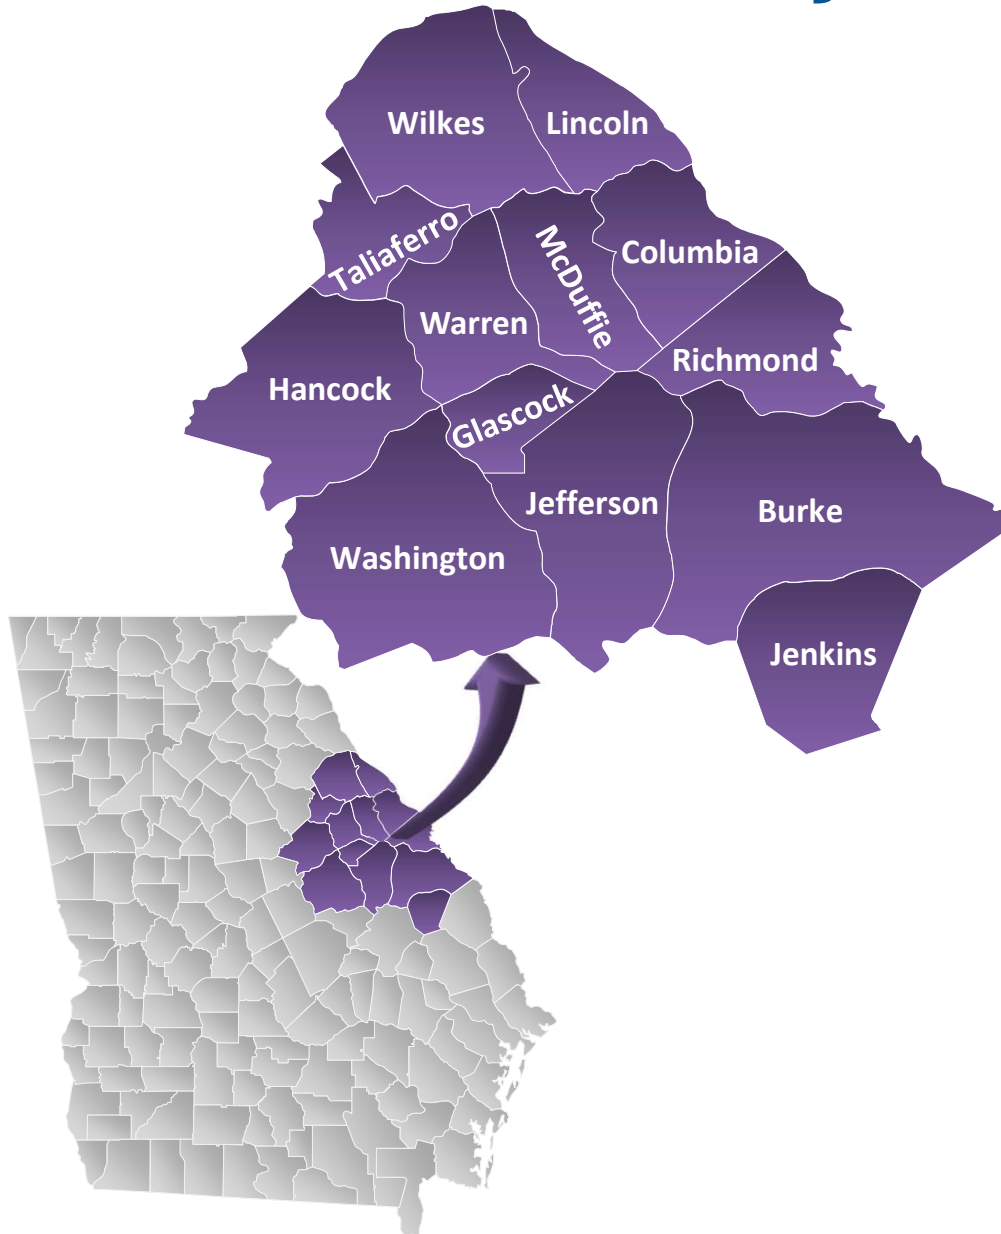 Wilkes
Lincoln
Taliaferro
McDuffie
Columbia
Warren
Richmond
Hancock
Glascock
Jefferson
Burke
Washington
Jenkins